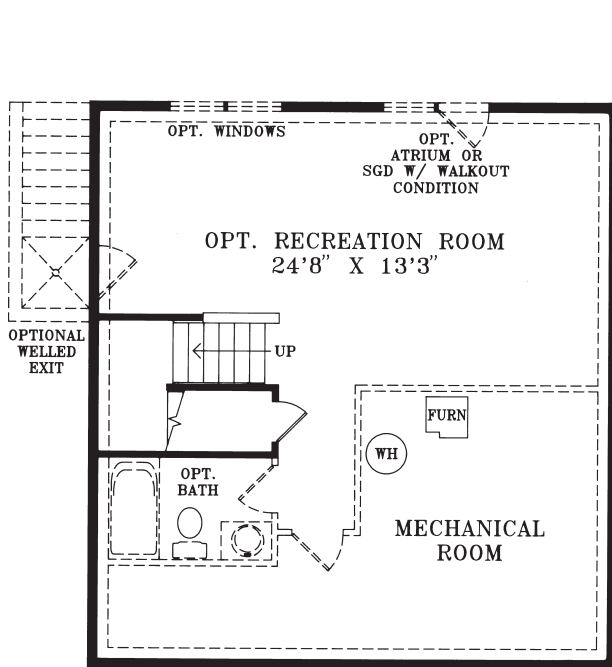 OPT. WINDOWS
OPT.
ATRIUM OR
SGD W/ WALKOUT
CONDITION
OPT. RECREATION ROOM
24'8" X 13'3"
OPTIONAL
WELLED
EXIT
UP
FURN
WH
OPT.
BATH
MECHANICAL
ROOM